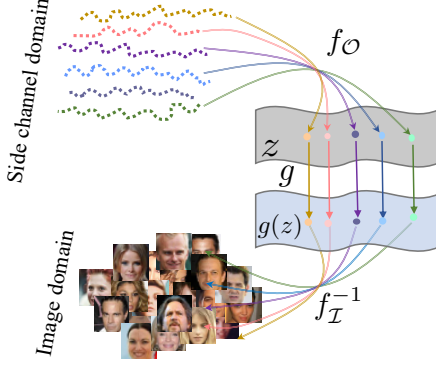 Side channel domain
f_𝒪
z
g
g(z)
f_ℐ^{-1}
Image domain